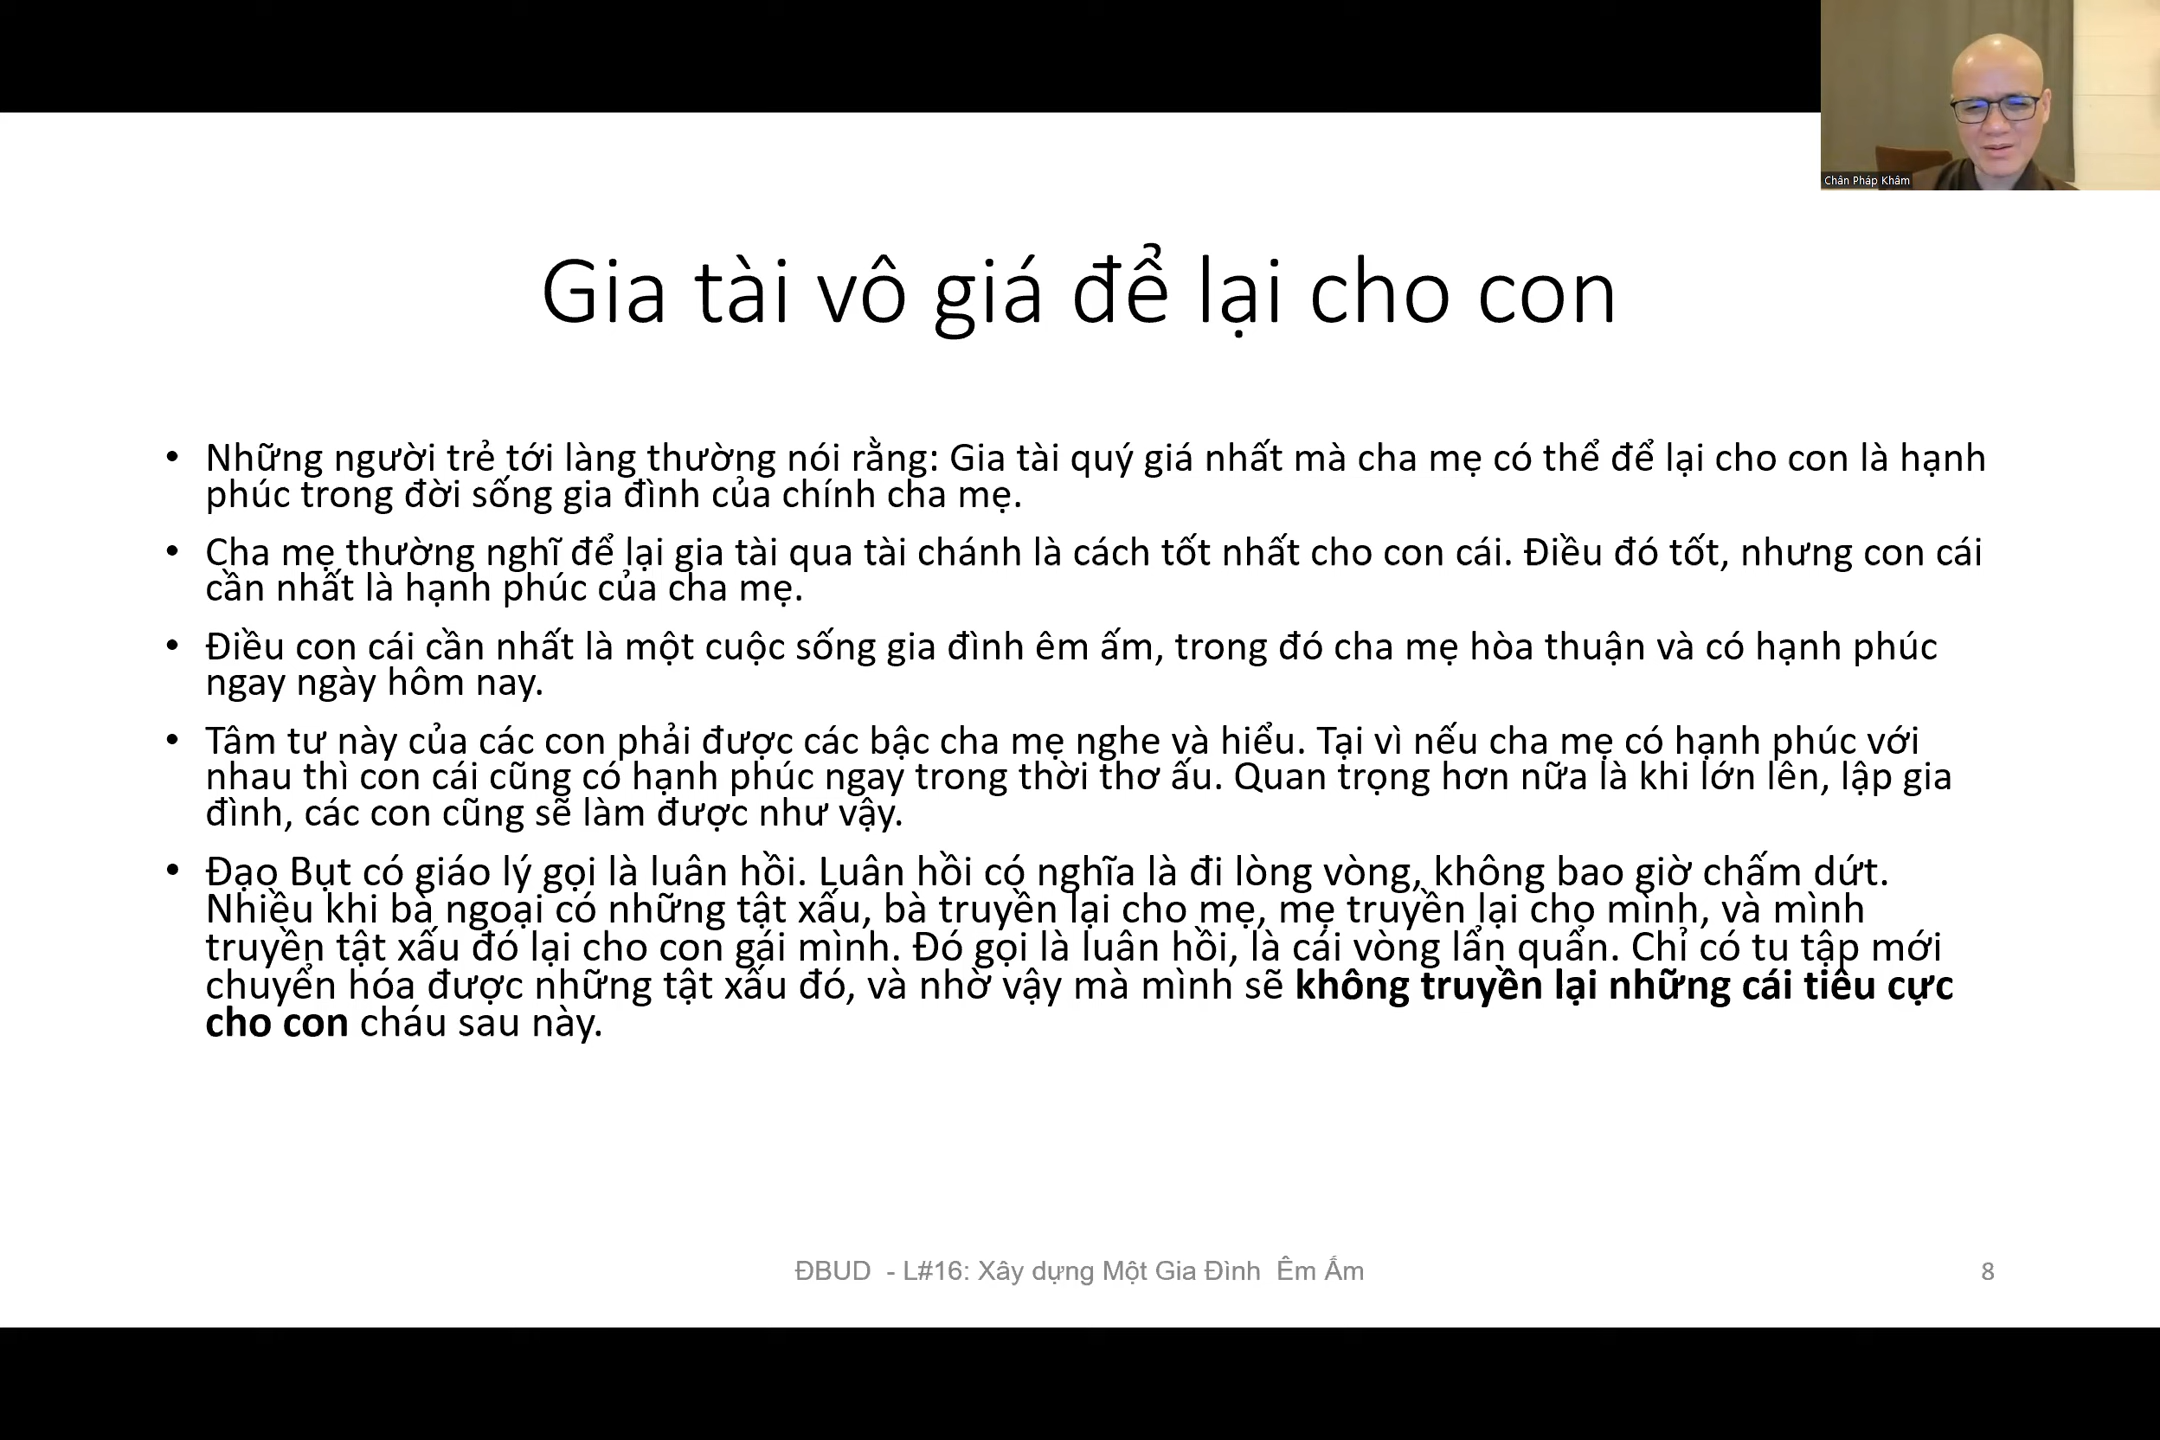 Chân Pháp Khâm
Gia tài vô giá để lại cho con
• Những người trẻ tới làng thường nói rằng: Gia tài quý giá nhất mà cha mẹ có thể để lại cho con là hạnh
phúc trong đời sống gia đình của chính cha mẹ.
• Cha mẹ thường nghĩ để lại gia tài qua tài chánh là cách tốt nhất cho con cái. Điều đó tốt, nhưng con cái
cần nhất là hạnh phúc của cha mẹ.
• Điều con cái cần nhất là một cuộc sống gia đình êm ấm, trong đó cha mẹ hòa thuận và có hạnh phúc
ngay ngày hôm nay.
• Tâm tư này của các con phải được các bậc cha mẹ nghe và hiểu. Tại vì nếu cha mẹ có hạnh phúc với
nhau thì con cái cũng có hạnh phúc ngay trong thời thơ ấu. Quan trọng hơn nữa là khi lớn lên, lập gia
đình, các con cũng sẽ làm được như vậy.
• Đạo Bụt có giáo lý gọi là luân hồi. Luân hồi có nghĩa là đi lòng vòng, không bao giờ chấm dứt.
Nhiều khi bà ngoại có những tật xấu, bà truyền lại cho mẹ, mẹ truyền lại cho mình, và mình
truyền tật xấu đó lại cho con gái mình. Đó gọi là luân hồi, là cái vòng lẩn quẩn. Chỉ có tu tập mới
chuyển hóa được những tật xấu đó, và nhờ vậy mà mình sẽ không truyền lại những cái tiêu cực
cho con cháu sau này.
ĐBUD - L#16: Xây dựng Một Gia Đình Êm Ấm
8